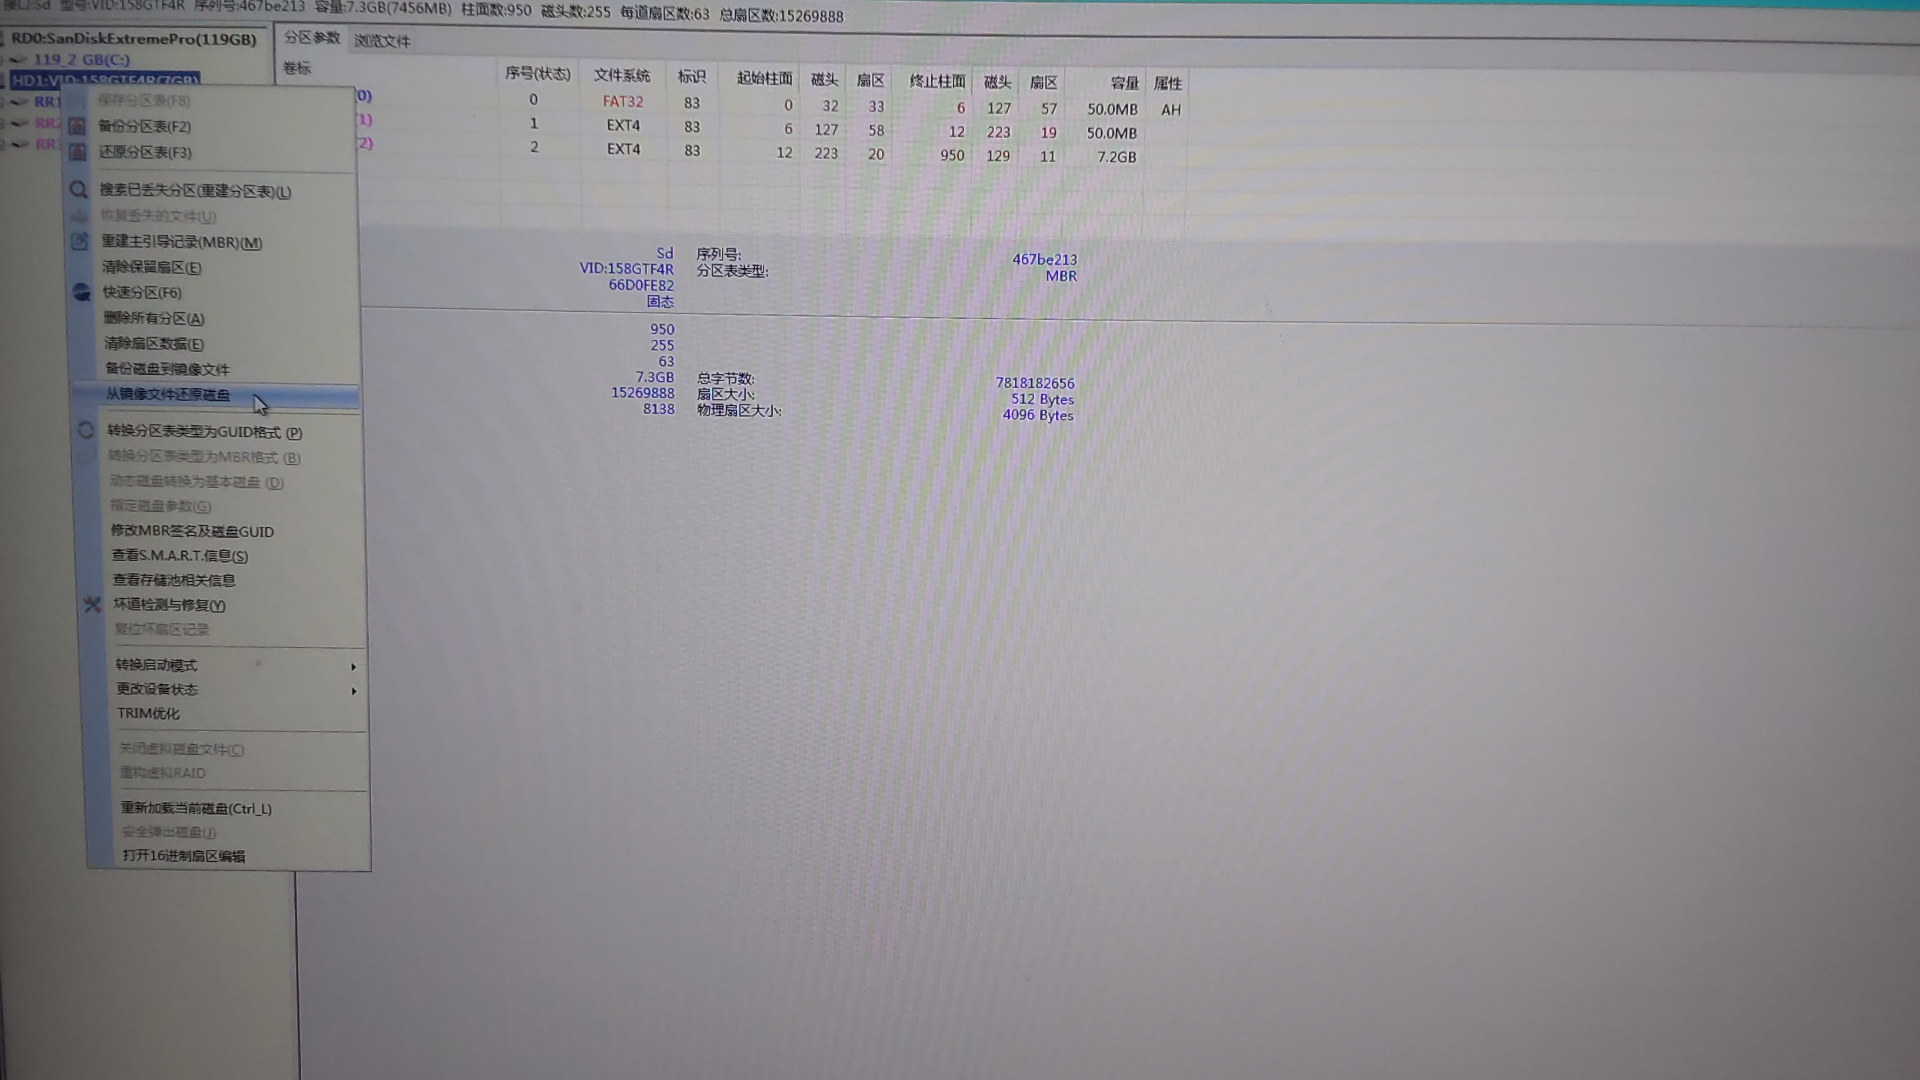 接口:Sd 型号:VID:158GTF4R 序列号:467be213 容量:7.3GB(7456MB) 柱面数:950 磁头数:255 每道扇区数:63 总扇区数:15269888
RD0:SanDiskExtremePro(119GB)
119_2 GB(C:)
HD1:VID:158GTF4R(7GB)
RR1
RR2
保存分区表(F8)
备份分区表(F2)
还原分区表(F3)
搜索已丢失分区(重建分区表)(L)
恢复丢失的文件(U)
重建主引导记录(MBR)(M)
清除保留扇区(E)
快速分区(F6)
删除所有分区(A)
清除扇区数据(E)
备份磁盘到镜像文件
从镜像文件还原磁盘
转换分区表类型为GUID格式 (P)
转换分区表类型为MBR格式 (B)
动态磁盘转换为基本磁盘 (D)
指定磁盘参数(G)
修改MBR签名及磁盘GUID
查看S.M.A.R.T.信息(S)
查看存储池相关信息
坏道检测与修复(Y)
复位坏扇区记录
转换启动模式
更改设备状态
TRIM优化
关闭虚拟磁盘文件(C)
重构虚拟RAID
重新加载当前磁盘(Ctrl_L)
安全弹出磁盘(J)
打开16进制扇区编辑
分区参数 浏览文件
卷标 序号(状态) 文件系统 标识 起始柱面 磁头 扇区 终止柱面 磁头 扇区 容量 属性
(0) 0 FAT32 83 0 32 33 6 127 57 50.0MB AH
(1) 1 EXT4 83 6 127 58 12 223 19 50.0MB
(2) 2 EXT4 83 12 223 20 950 129 11 7.2GB
Sd 序列号: 467be213
VID:158GTF4R 分区表类型: MBR
66D0FE82
固态
950
255
63
7.3GB 总字节数: 7818182656
15269888 扇区大小: 512 Bytes
8138 物理扇区大小: 4096 Bytes